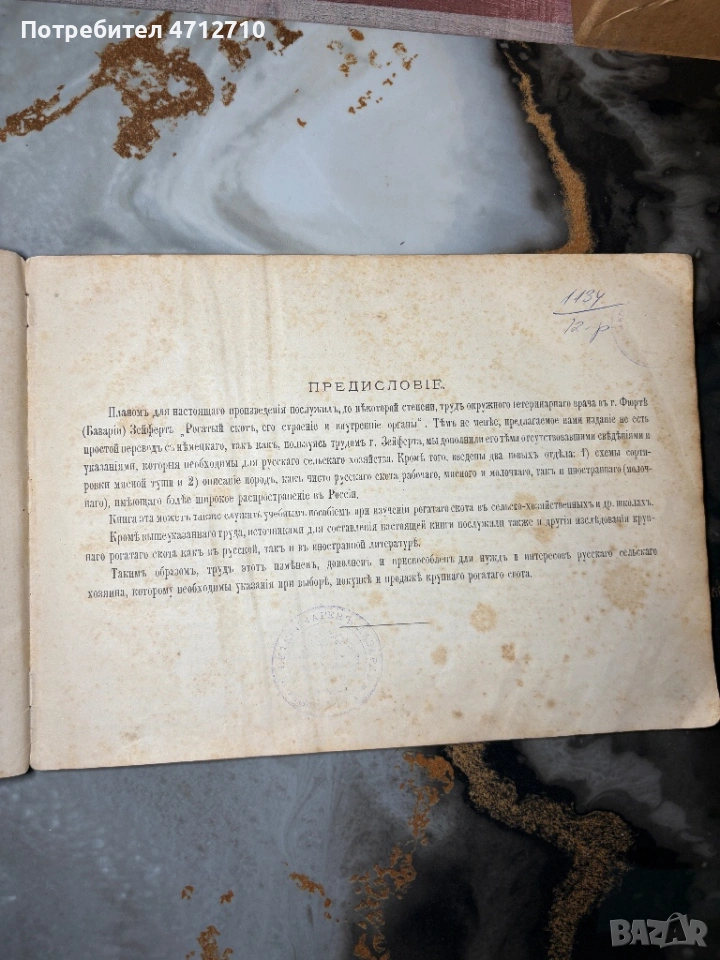 Потребител 4712710
1134
12-р
ПРЕДИСЛОВІЕ.
Планомъ для настоящаго произведенія послужилъ, до нѣкоторой степени, трудъ окружного ветеринарнаго врача въ г. Фюртѣ
(Баваріи) Зейфертъ „Рогатый скотъ, его строеніе и внутренніе органы“. Тѣмъ не менѣе, предлагаемое нами изданіе не есть
простой переводъ съ нѣмецкаго, такъ какъ, пользуясь трудомъ г. Зейферта, мы дополнили его тѣми отсутствовавшими свѣдѣніями и
указаніями, которыя необходимы для русскаго сельскаго хозяйства. Кромѣ того, введены два новыхъ отдѣла: 1) схемы сорти-
ровки мясной туши и 2) описаніе породъ, какъ чисто русскаго скота рабочаго, мясного и молочнаго, такъ и иностраннаго (молоч-
наго), имѣющаго болѣе широкое распространеніе въ Россіи.
Книга эта можетъ также служить учебнымъ пособіемъ при изученіи рогатаго скота въ сельско-хозяйственныхъ и др. школахъ.
Кромѣ вышеуказаннаго труда, источниками для составленія настоящей книги послужили также и другія изслѣдованія круп-
наго рогатаго скота какъ въ русской, такъ и въ иностранной литературѣ.
Такимъ образомъ, трудъ этотъ измѣненъ, дополненъ и приспособленъ для нуждъ и интересовъ русскаго сельскаго
хозяина, которому необходимы указанія при выборѣ, покупкѣ и продажѣ крупнаго рогатаго скота.
BAZAR